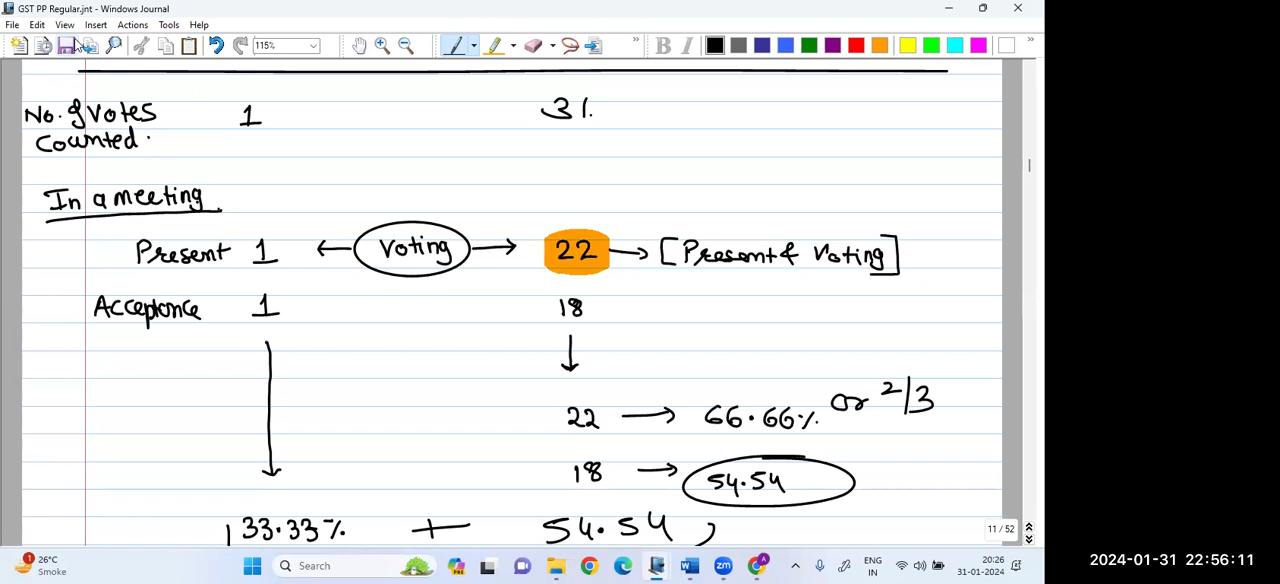 GST PP Regular.jnt - Windows Journal
File Edit View Insert Actions Tools Help
115%
B I
No. of Votes 1 31.
Counted.
In a meeting
Present 1 ← Voting → 22 → [Present & Voting]
Acceptance 1 18
22 → 66.66% or 2/3
18 → 54.54
33.33% + 54.54
11 / 52
1
26°C
Smoke
Search
ENG
IN
20:26
31-01-2024
2024-01-31 22:56:11